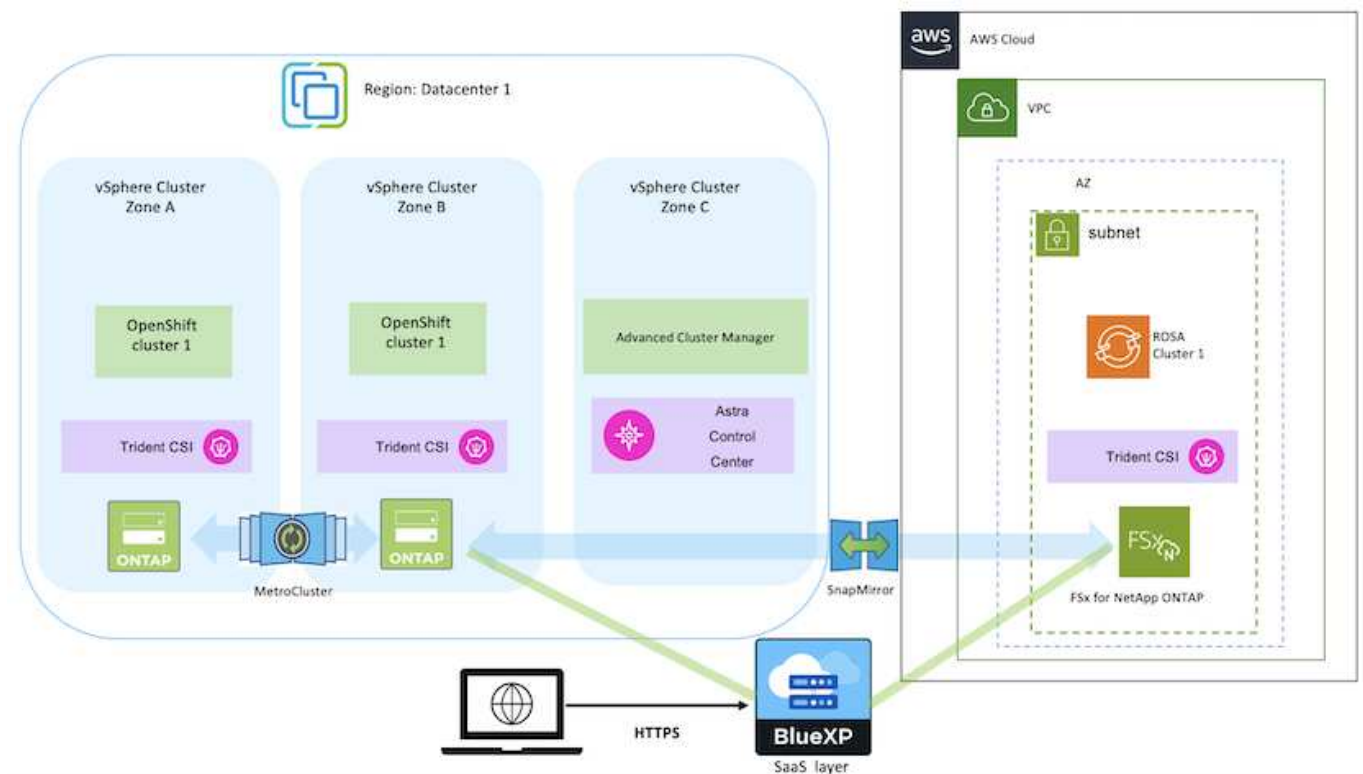 Region: Datacenter 1
vSphere Cluster
Zone A
OpenShift
cluster 1
Trident CSI
ONTAP
vSphere Cluster
Zone B
OpenShift
cluster 1
Trident CSI
ONTAP
MetroCluster
vSphere Cluster
Zone C
Advanced Cluster Manager
Astra
Control
Center
SnapMirror
aws
AWS Cloud
VPC
AZ
subnet
ROSA
Cluster 1
Trident CSI
FSx
N
FSx for NetApp ONTAP
HTTPS
BlueXP
SaaS layer